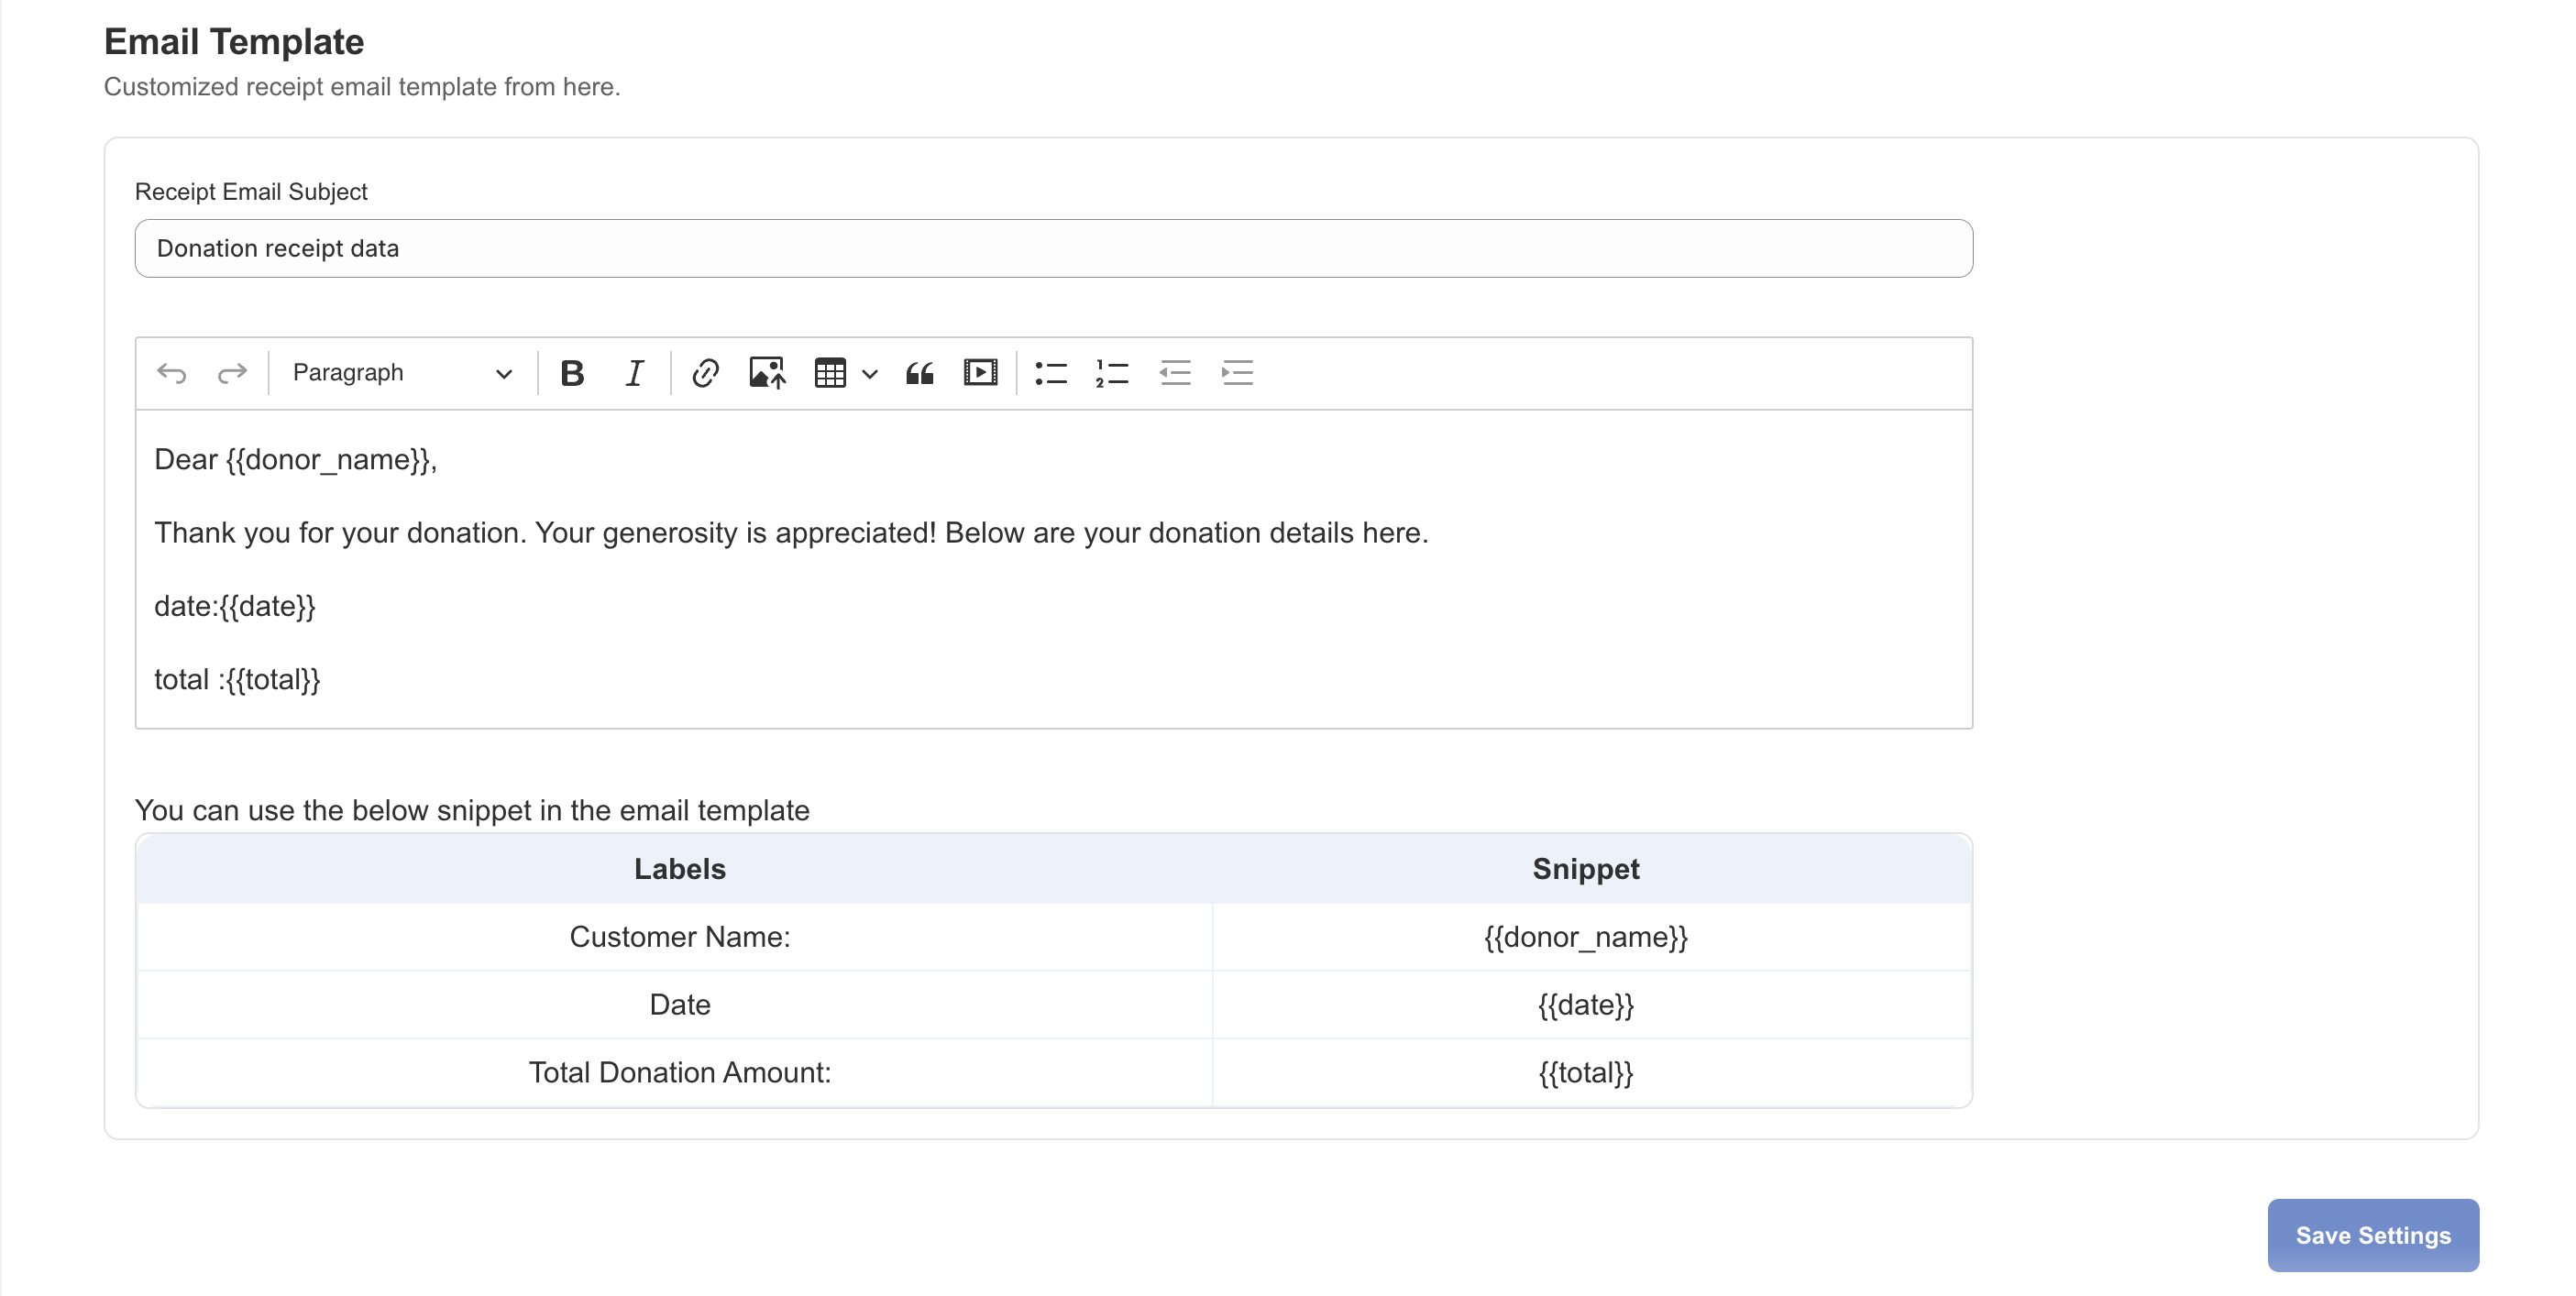 Email Template
Customized receipt email template from here.
Receipt Email Subject
Donation receipt data
Paragraph
Dear {{donor_name}},
Thank you for your donation. Your generosity is appreciated! Below are your donation details here.
date:{{date}}
total :{{total}}
You can use the below snippet in the email template
Labels Snippet
Customer Name: {{donor_name}}
Date {{date}}
Total Donation Amount: {{total}}
Save Settings